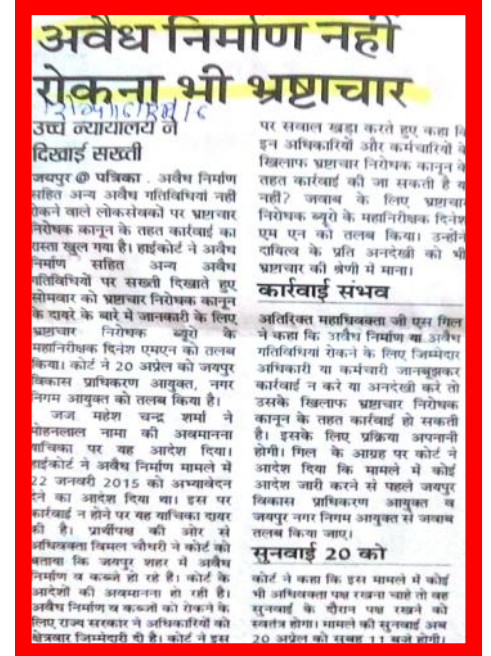 अवैध निर्माण नहीं
रोकना भी भ्रष्टाचार
उच्च न्यायालय ने
दिखाई सख्ती
जयपुर @ पत्रिका . अवैध निर्माण
सहित अन्य अवैध गतिविधियां नहीं
रोकने वाले लोकसेवकों पर भ्रष्टाचार
निरोधक कानून के तहत कार्रवाई का
रास्ता खुल गया है। हाईकोर्ट ने अवैध
निर्माण सहित अन्य अवैध
गतिविधियों पर सख्ती दिखाते हुए
सोमवार को भ्रष्टाचार निरोधक कानून
के दायरे के बारे में जानकारी के लिए
भ्रष्टाचार निरोधक ब्यूरो के
महानिरीक्षक दिनेश एमएन को तलब
किया। कोर्ट ने 20 अप्रेल को जयपुर
विकास प्राधिकरण आयुक्त, नगर
निगम आयुक्त को तलब किया है।
जज महेश चन्द्र शर्मा ने
मोहनलाल नामा की अवमानना
याचिका पर यह आदेश दिया।
हाईकोर्ट ने अवैध निर्माण मामले में
22 जनवरी 2015 को अभ्यावेदन
देने का आदेश दिया था। इस पर
कार्रवाई न होने पर यह याचिका दायर
की है। प्रार्थीपक्ष की ओर से
अधिवक्ता विमल चौधरी ने कोर्ट को
बताया कि जयपुर शहर में अवैध
निर्माण व कब्जे हो रहे है। कोर्ट के
आदेशों की अवमानना हो रही है।
अवैध निर्माण व कब्जों को रोकने के
लिए राज्य सरकार ने अधिकारियों को
क्षेत्रवार जिम्मेदारी दी है। कोर्ट ने इस
पर सवाल खड़ा करते हुए कहा कि
इन अधिकारियों और कर्मचारियों के
खिलाफ भ्रष्टाचार निरोधक कानून के
तहत कार्रवाई की जा सकती है या
नहीं? जवाब के लिए भ्रष्टाचार
निरोधक ब्यूरो के महानिरीक्षक दिनेश
एम एन को तलब किया। उन्होंने
दायित्व के प्रति अनदेखी को भी
भ्रष्टाचार की श्रेणी में माना।
कार्रवाई संभव
अतिरिक्त महाधिवक्ता जी एस गिल
ने कहा कि अवैध निर्माण या अवैध
गतिविधियां रोकने के लिए जिम्मेदार
अधिकारी या कर्मचारी जानबूझकर
कार्रवाई न करे या अनदेखी करे तो
उसके खिलाफ भ्रष्टाचार निरोधक
कानून के तहत कार्रवाई हो सकती
है। इसके लिए प्रक्रिया अपनानी
होगी। गिल के आग्रह पर कोर्ट ने
आदेश दिया कि मामले में कोई
आदेश जारी करने से पहले जयपुर
विकास प्राधिकरण आयुक्त व
जयपुर नगर निगम आयुक्त से जवाब
तलब किया जाए।
सुनवाई 20 को
कोर्ट ने कहा कि इस मामले में कोई
भी अधिवक्ता पक्ष रखना चाहे तो वह
सुनवाई के दौरान पक्ष रखने को
स्वतंत्र होगा। मामले की सुनवाई अब
20 अप्रेल को सुबह 11 बजे होगी।